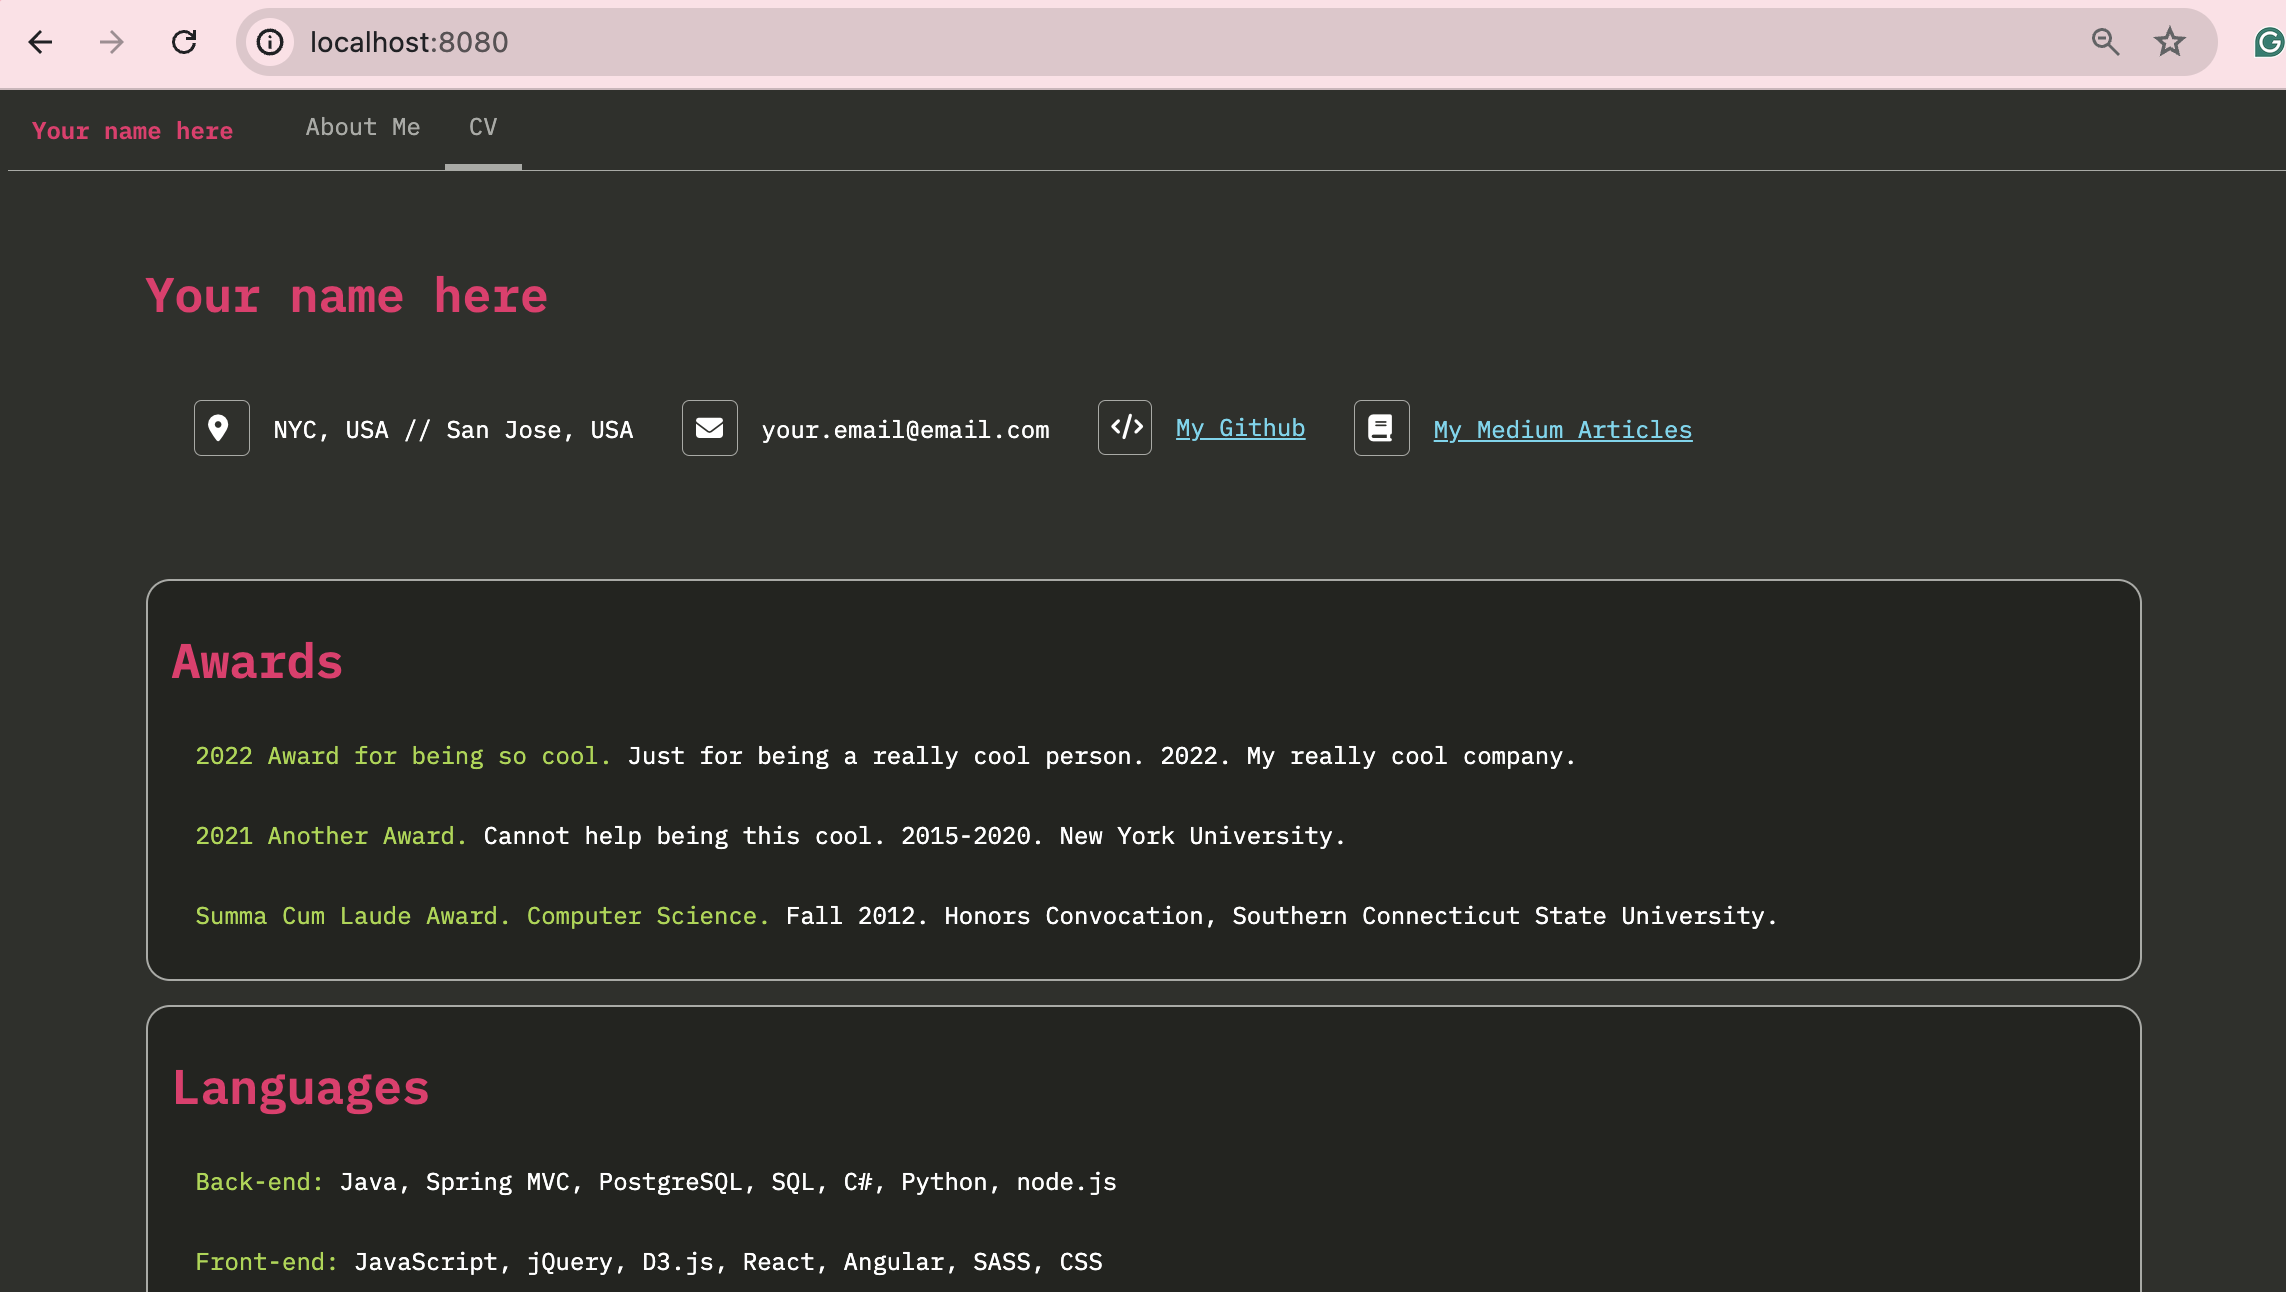 localhost:8080
Your name here About Me CV
Your name here
NYC, USA // San Jose, USA your.email@email.com </> My Github My Medium Articles
Awards
2022 Award for being so cool. Just for being a really cool person. 2022. My really cool company.
2021 Another Award. Cannot help being this cool. 2015-2020. New York University.
Summa Cum Laude Award. Computer Science. Fall 2012. Honors Convocation, Southern Connecticut State University.
Languages
Back-end: Java, Spring MVC, PostgreSQL, SQL, C#, Python, node.js
Front-end: JavaScript, jQuery, D3.js, React, Angular, SASS, CSS